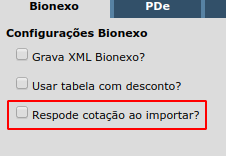 Bionexo PDe
Configurações Bionexo
Grava XML Bionexo?
Usar tabela com desconto?
Respode cotação ao importar?